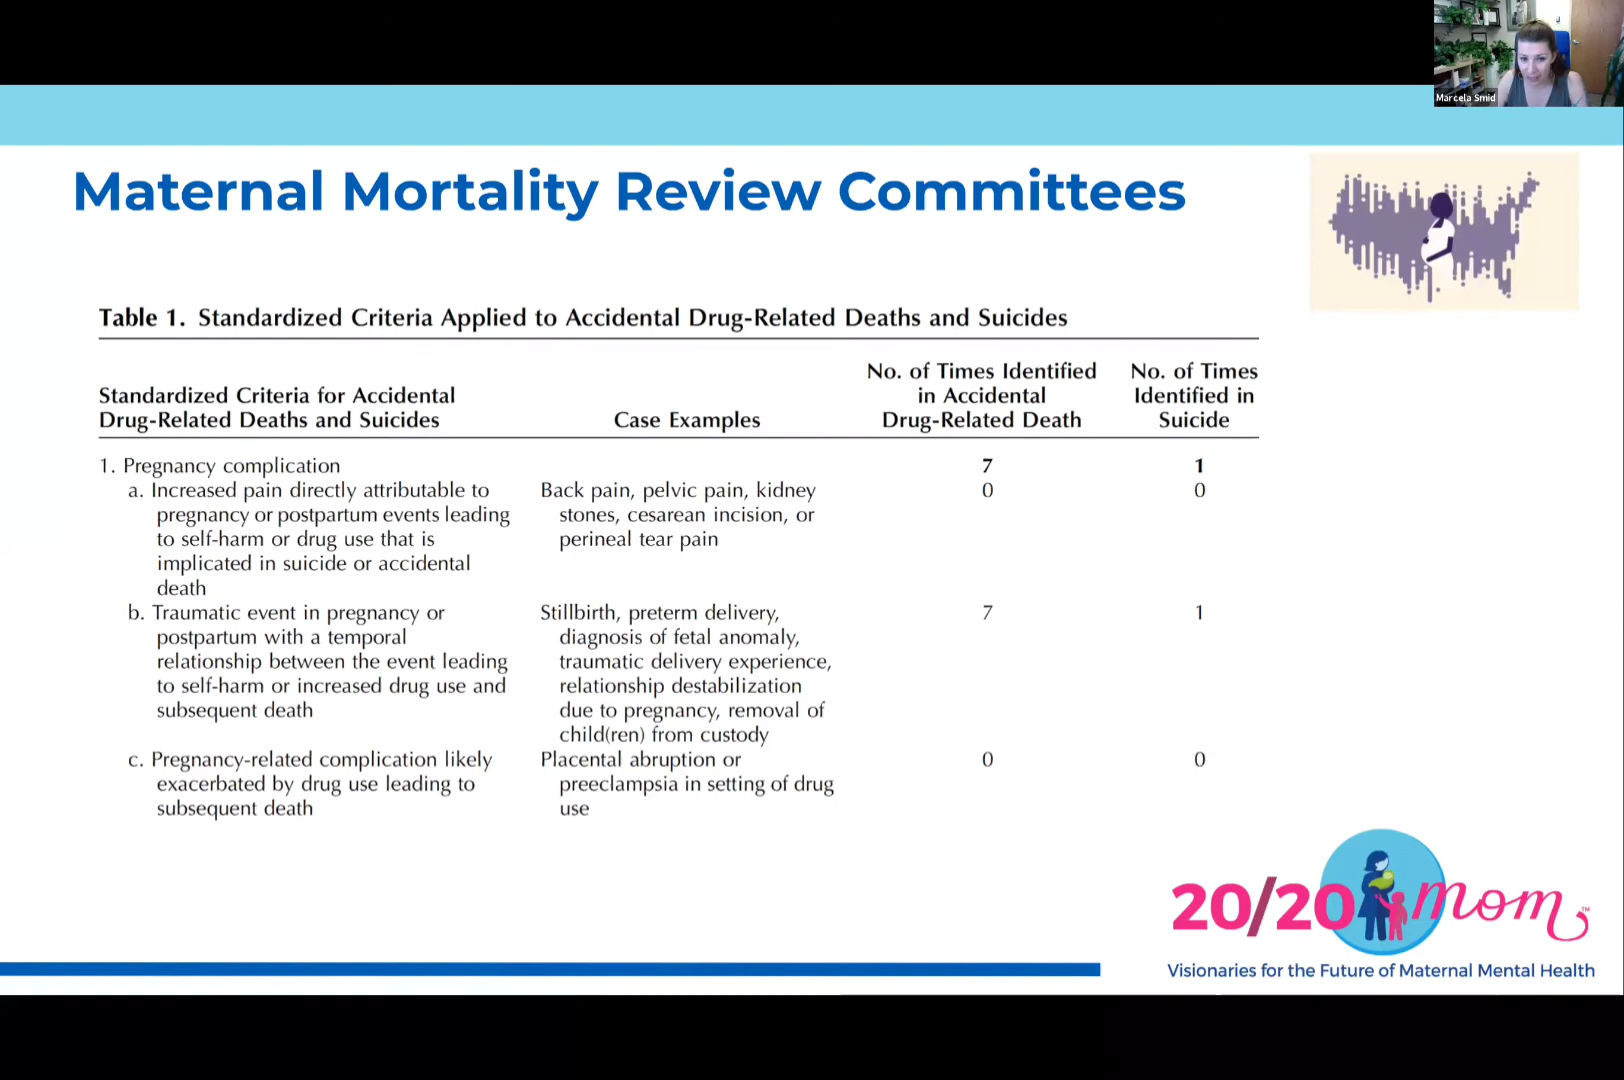 Marcela Smid
Maternal Mortality Review Committees
Table 1. Standardized Criteria Applied to Accidental Drug-Related Deaths and Suicides
Standardized Criteria for Accidental
Drug-Related Deaths and Suicides
Case Examples
No. of Times Identified
in Accidental
Drug-Related Death
No. of Times
Identified in
Suicide
1. Pregnancy complication
7
1
a. Increased pain directly attributable to
pregnancy or postpartum events leading
to self-harm or drug use that is
implicated in suicide or accidental
death
Back pain, pelvic pain, kidney
stones, cesarean incision, or
perineal tear pain
0
0
b. Traumatic event in pregnancy or
postpartum with a temporal
relationship between the event leading
to self-harm or increased drug use and
subsequent death
Stillbirth, preterm delivery,
diagnosis of fetal anomaly,
traumatic delivery experience,
relationship destabilization
due to pregnancy, removal of
child(ren) from custody
7
1
c. Pregnancy-related complication likely
exacerbated by drug use leading to
subsequent death
Placental abruption or
preeclampsia in setting of drug
use
0
0
20/20 mom™
Visionaries for the Future of Maternal Mental Health